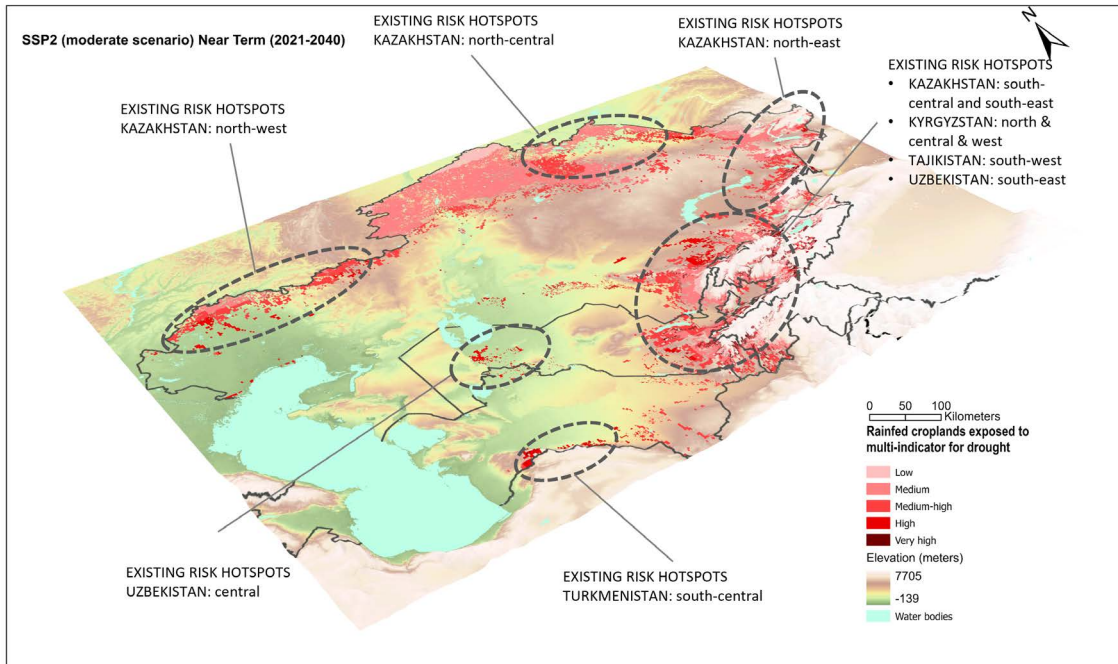 SSP2 (moderate scenario) Near Term (2021-2040)
EXISTING RISK HOTSPOTS
KAZAKHSTAN: north-central
EXISTING RISK HOTSPOTS
KAZAKHSTAN: north-east
N
EXISTING RISK HOTSPOTS
• KAZAKHSTAN: south-
central and south-east
• KYRGYZSTAN: north &
central & west
• TAJIKISTAN: south-west
• UZBEKISTAN: south-east
EXISTING RISK HOTSPOTS
KAZAKHSTAN: north-west
EXISTING RISK HOTSPOTS
UZBEKISTAN: central
EXISTING RISK HOTSPOTS
TURKMENISTAN: south-central
0 50 100
Kilometers
Rainfed croplands exposed to
multi-indicator for drought
Low
Medium
Medium-high
High
Very high
Elevation (meters)
7705
-139
Water bodies